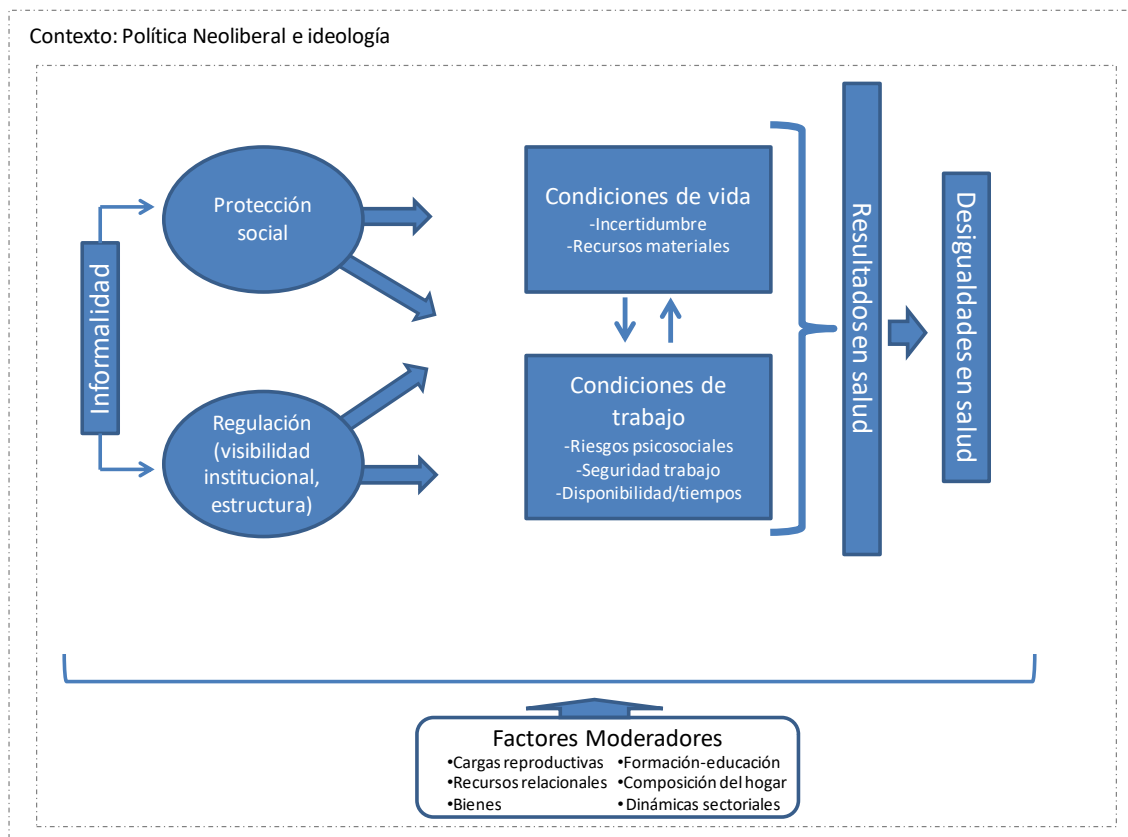 Contexto: Política Neoliberal e ideología
Informalidad
Protección
social
Regulación
(visibilidad
institucional,
estructura)
Condiciones de vida
-Incertidumbre
-Recursos materiales
Condiciones de
trabajo
-Riesgos psicosociales
-Seguridad trabajo
-Disponibilidad/tiempos
Resultados en salud
Desigualdades en salud
Factores Moderadores
•Cargas reproductivas
•Recursos relacionales
•Bienes
•Formación-educación
•Composición del hogar
•Dinámicas sectoriales